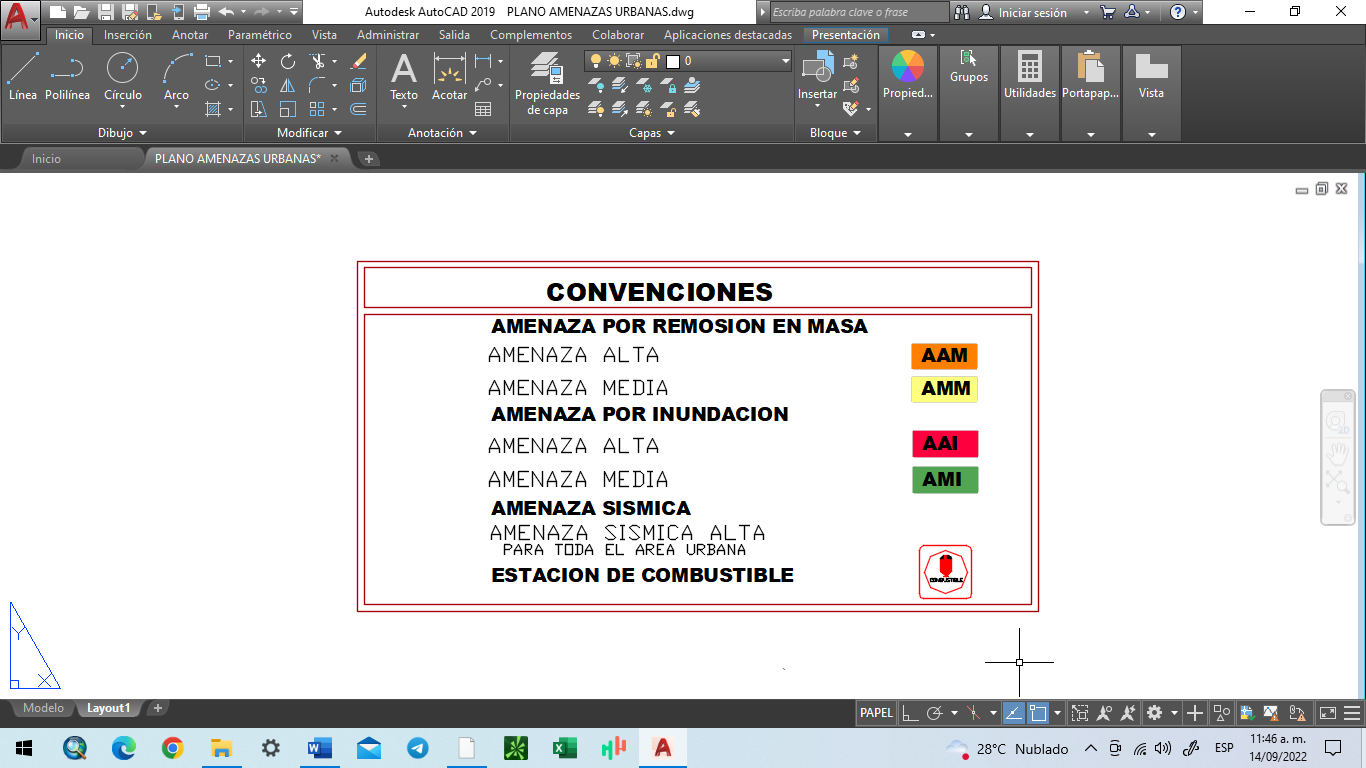 Autodesk AutoCAD 2019 PLANO AMENAZAS URBANAS.dwg
Escriba palabra clave o frase
Iniciar sesión
Inicio Inserción Anotar Paramétrico Vista Administrar Salida Complementos Colaborar Aplicaciones destacadas Presentación
0
Línea Polilínea Círculo Arco
Texto Acotar
Propiedades de capa
Insertar
Propied...
Grupos
Utilidades
Portapap...
Vista
Dibujo Modificar Anotación Capas Bloque
Inicio PLANO AMENAZAS URBANAS*
CONVENCIONES
AMENAZA POR REMOSION EN MASA
AMENAZA ALTA AAM
AMENAZA MEDIA AMM
AMENAZA POR INUNDACION
AMENAZA ALTA AAI
AMENAZA MEDIA AMI
AMENAZA SISMICA
AMENAZA SISMICA ALTA
PARA TODA EL AREA URBANA
ESTACION DE COMBUSTIBLE COMBUSTIBLE
2D
Y
X
Modelo Layout1
PAPEL
28°C Nublado
ESP
11:46 a. m.
14/09/2022